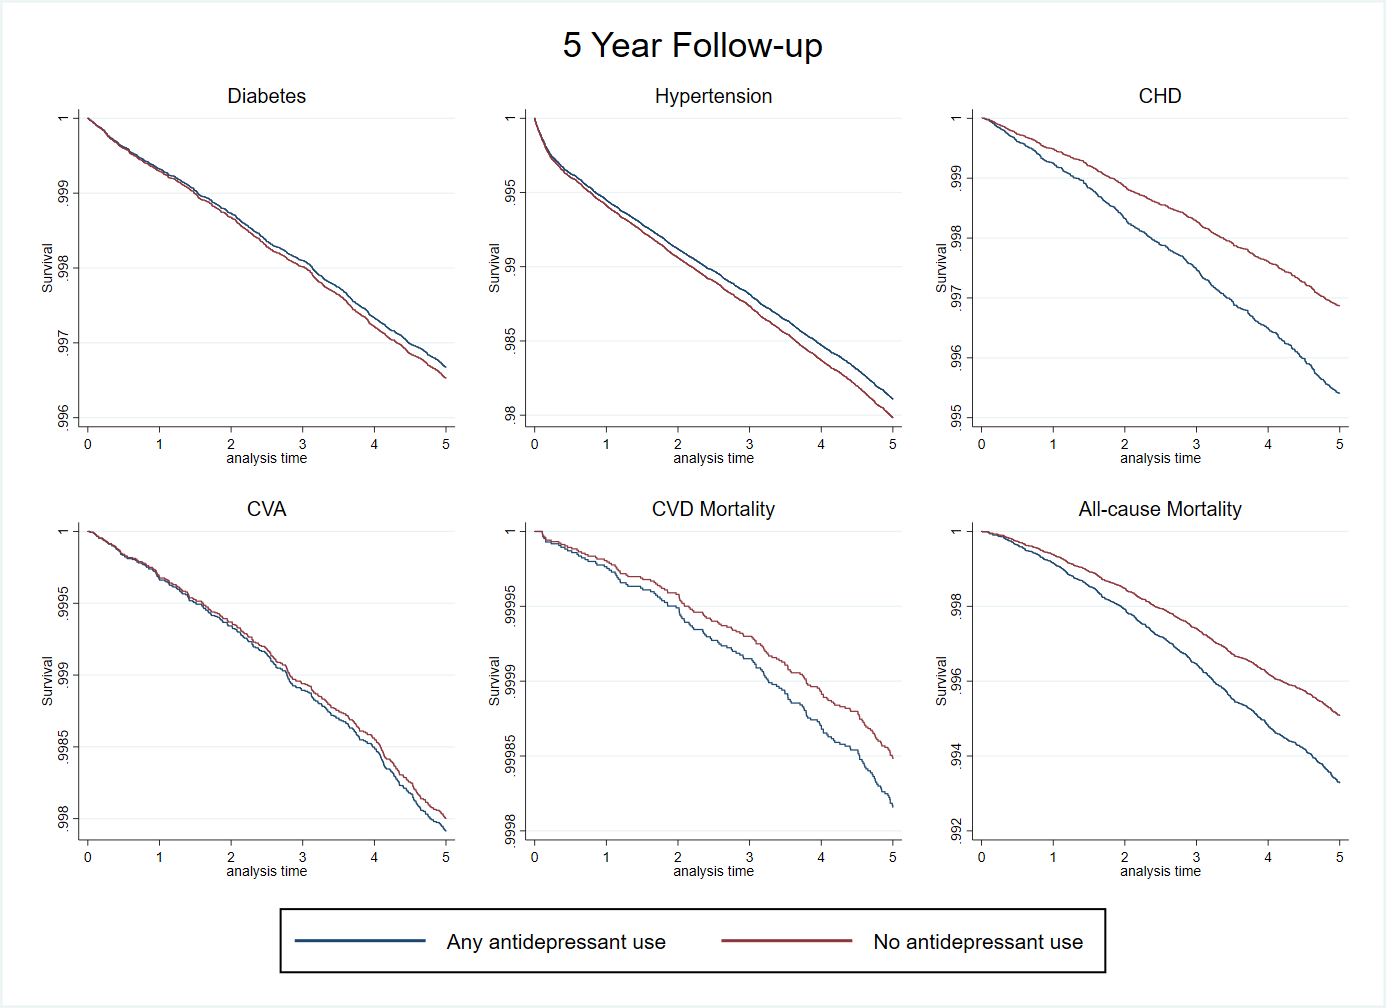 5 Year Follow-up
Diabetes
Survival
1
.999
.998
.997
.996
0 1 2 3 4 5
analysis time
Hypertension
Survival
1
.995
.99
.985
.98
0 1 2 3 4 5
analysis time
CHD
Survival
1
.999
.998
.997
.996
.995
0 1 2 3 4 5
analysis time
CVA
Survival
1
.9995
.999
.9985
.998
0 1 2 3 4 5
analysis time
CVD Mortality
Survival
1
.99995
.9999
.99985
.9998
0 1 2 3 4 5
analysis time
All-cause Mortality
Survival
1
.998
.996
.994
.992
0 1 2 3 4 5
analysis time
Any antidepressant use
No antidepressant use